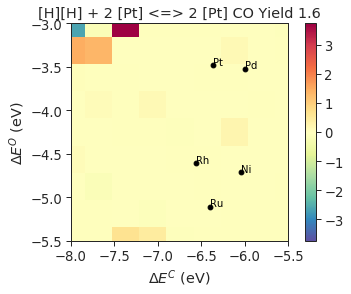 [H][H] + 2 [Pt] <=> 2 [Pt] CO Yield 1.6
−3.0
−3.5
−4.0
−4.5
−5.0
−5.5
ΔE^O (eV)
Pt
Pd
Rh
Ni
Ru
−8.0 −7.5 −7.0 −6.5 −6.0 −5.5
ΔE^C (eV)
3
2
1
0
−1
−2
−3